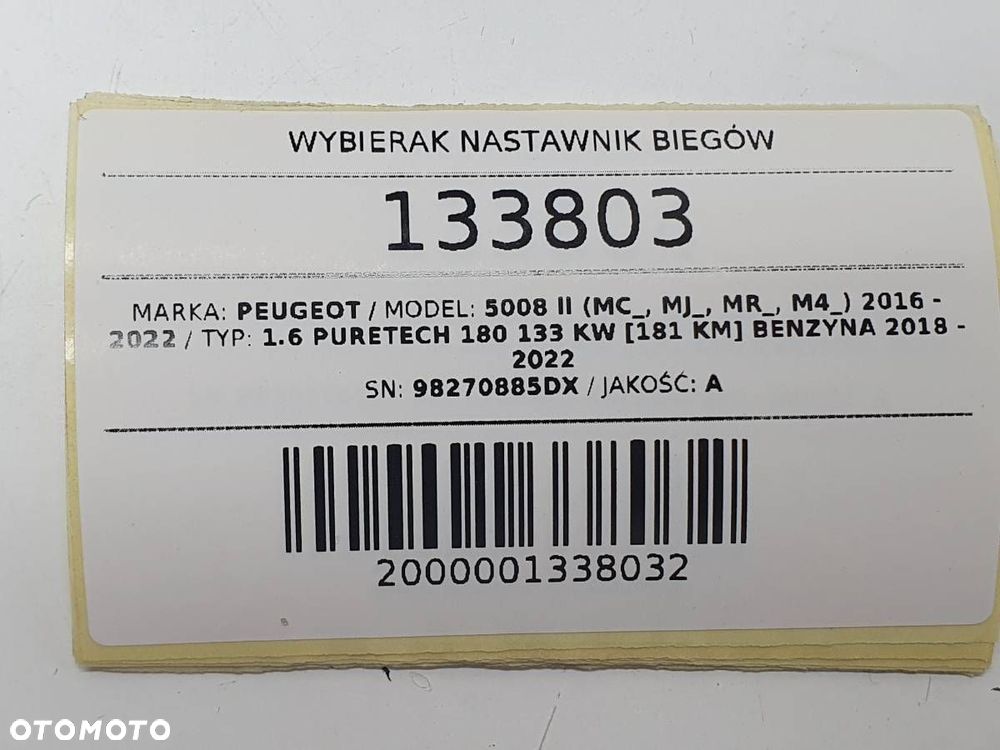 WYBIERAK NASTAWNIK BIEGÓW
133803
MARKA: PEUGEOT / MODEL: 5008 II (MC_, MJ_, MR_, M4_) 2016 -
2022 / TYP: 1.6 PURETECH 180 133 KW [181 KM] BENZYNA 2018 -
2022
SN: 98270885DX / JAKOŚĆ: A
2000001338032
OTOMOTO